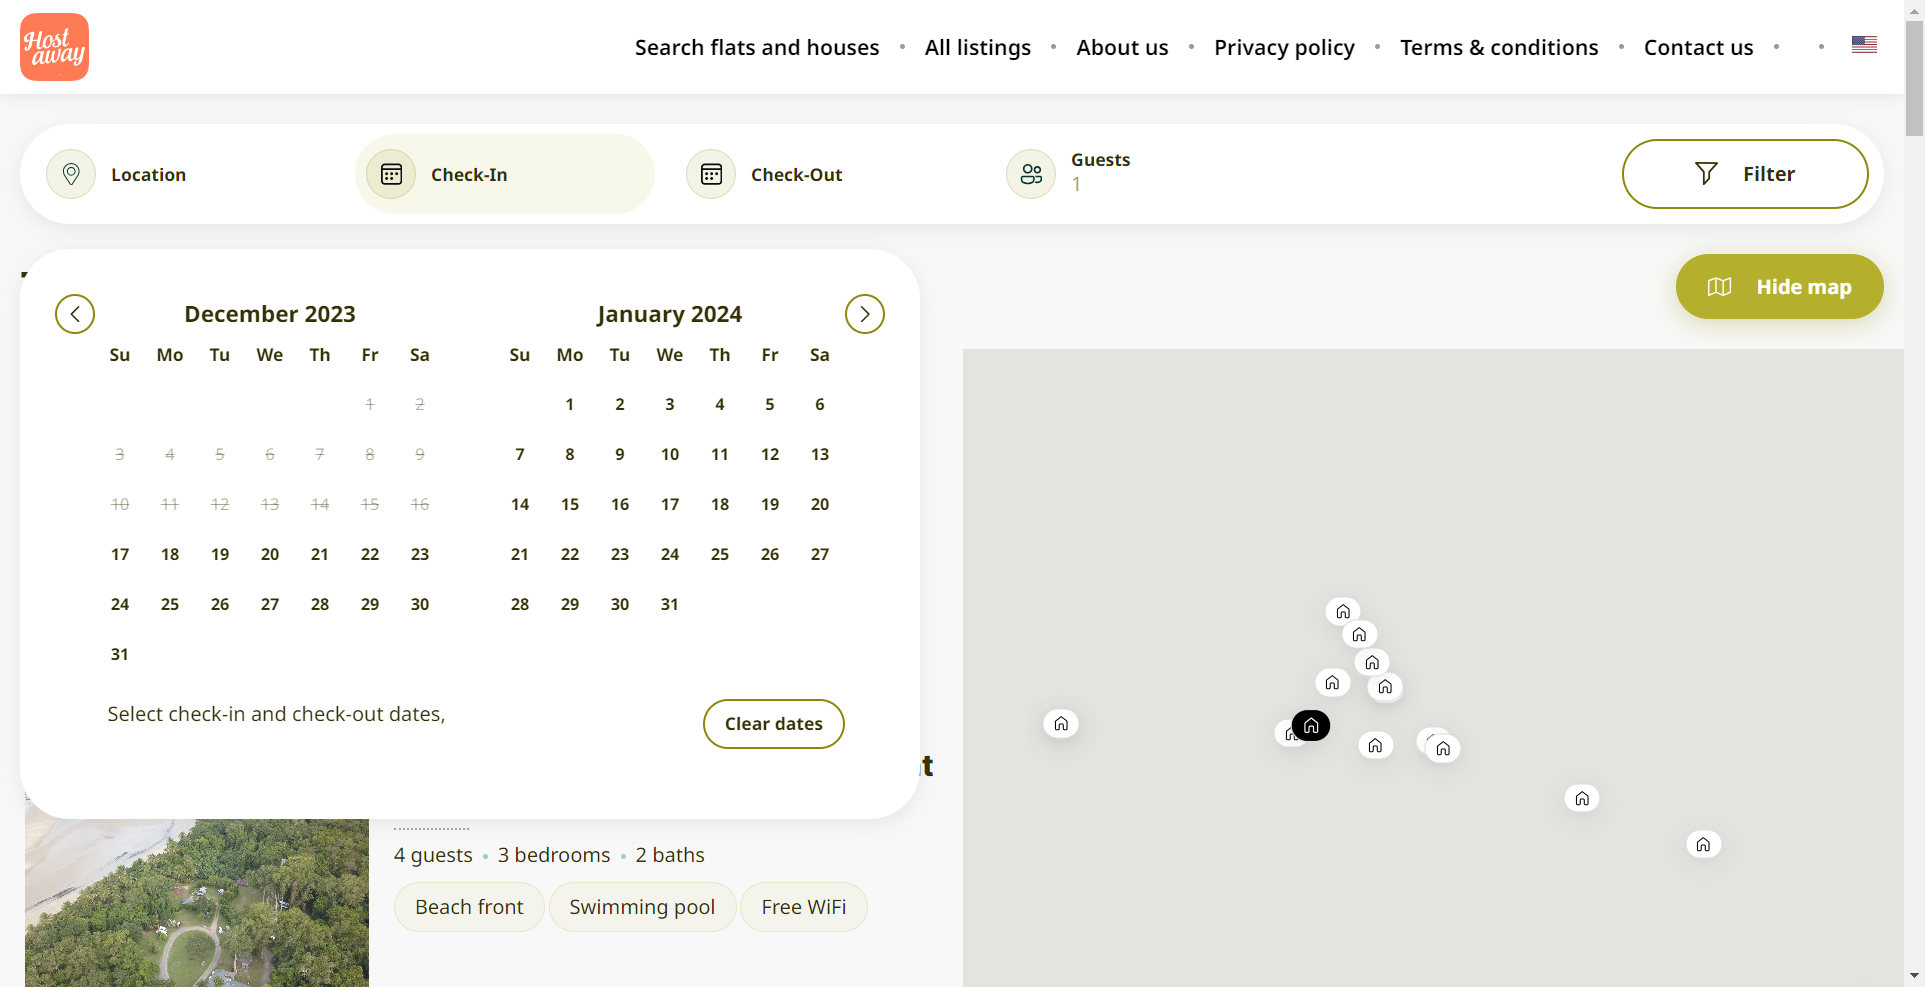 Host
away
Search flats and houses • All listings • About us • Privacy policy • Terms & conditions • Contact us
Location
Check-In
Check-Out
Guests
1
Filter
Hide map
December 2023
Su Mo Tu We Th Fr Sa
1 2
3 4 5 6 7 8 9
10 11 12 13 14 15 16
17 18 19 20 21 22 23
24 25 26 27 28 29 30
31
January 2024
Su Mo Tu We Th Fr Sa
1 2 3 4 5 6
7 8 9 10 11 12 13
14 15 16 17 18 19 20
21 22 23 24 25 26 27
28 29 30 31
Select check-in and check-out dates,
Clear dates
4 guests • 3 bedrooms • 2 baths
Beach front
Swimming pool
Free WiFi